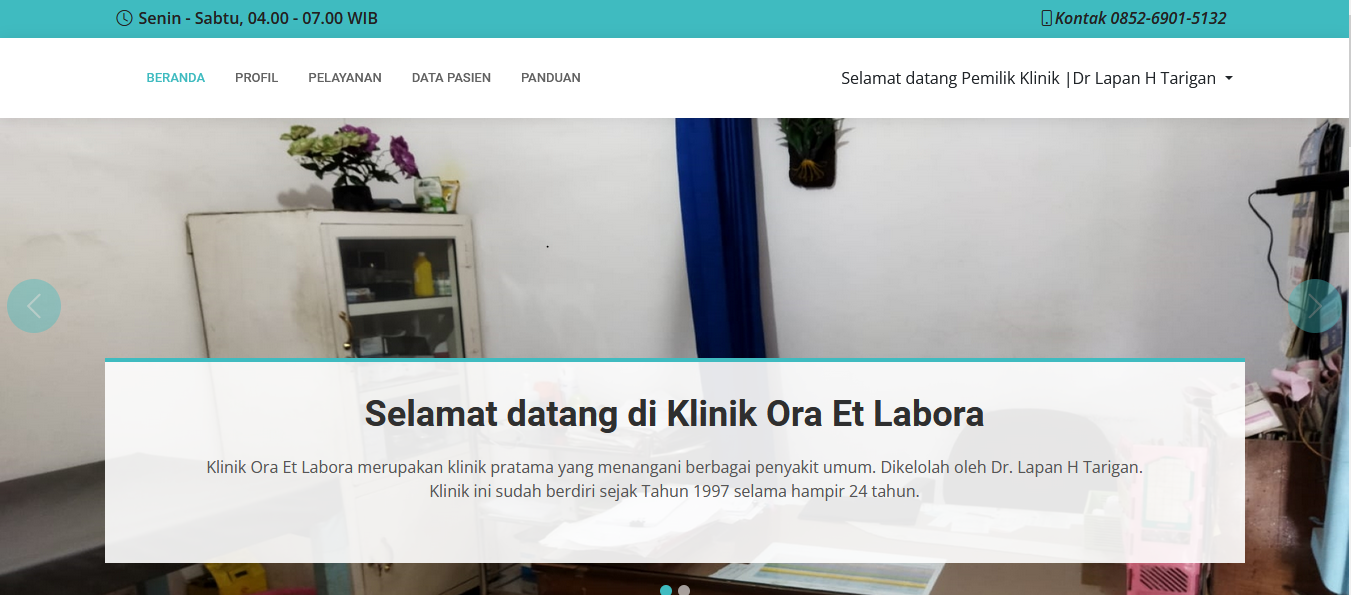 Senin - Sabtu, 04.00 - 07.00 WIB
Kontak 0852-6901-5132
BERANDA PROFIL PELAYANAN DATA PASIEN PANDUAN
Selamat datang Pemilik Klinik |Dr Lapan H Tarigan
Selamat datang di Klinik Ora Et Labora
Klinik Ora Et Labora merupakan klinik pratama yang menangani berbagai penyakit umum. Dikelolah oleh Dr. Lapan H Tarigan.
Klinik ini sudah berdiri sejak Tahun 1997 selama hampir 24 tahun.